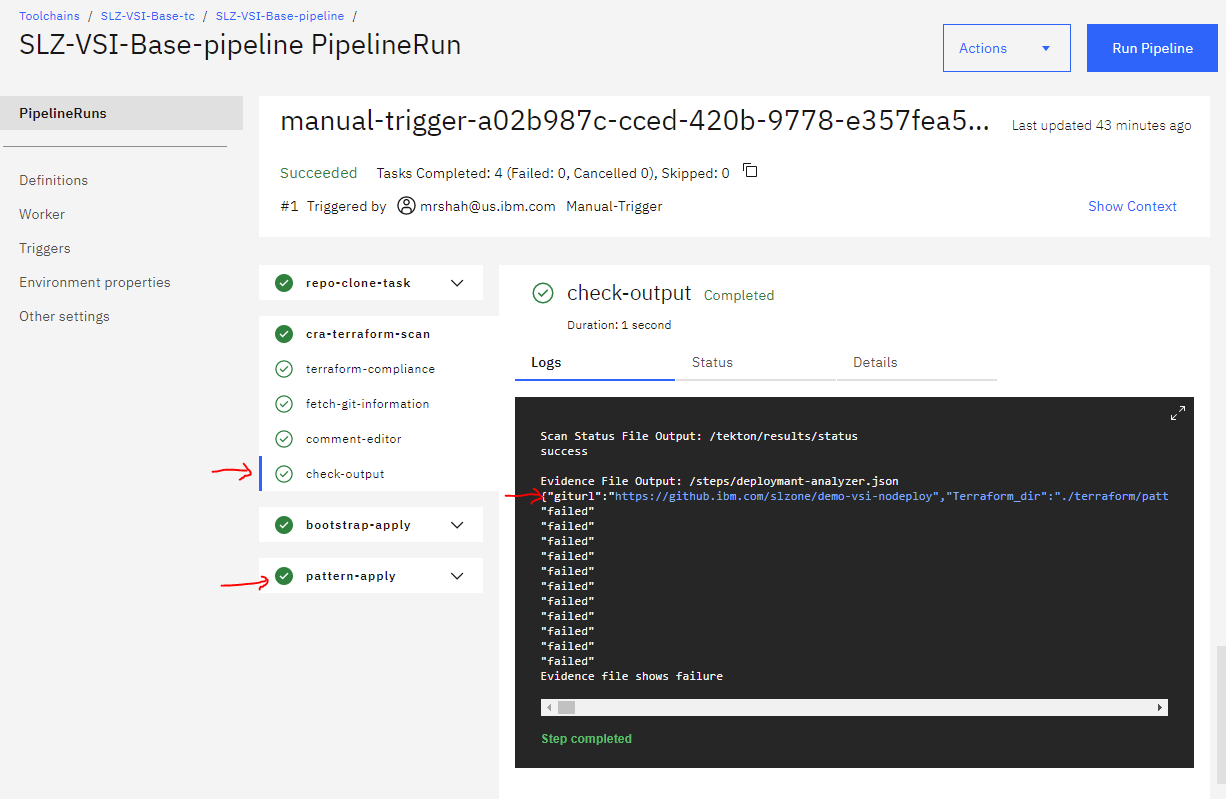 Toolchains / SLZ-VSI-Base-tc / SLZ-VSI-Base-pipeline /
SLZ-VSI-Base-pipeline PipelineRun
Actions
Run Pipeline
PipelineRuns
Definitions
Worker
Triggers
Environment properties
Other settings
manual-trigger-a02b987c-cced-420b-9778-e357fea5...
Last updated 43 minutes ago
Succeeded Tasks Completed: 4 (Failed: 0, Cancelled 0), Skipped: 0
#1 Triggered by mrshah@us.ibm.com Manual-Trigger
Show Context
repo-clone-task
cra-terraform-scan
terraform-compliance
fetch-git-information
comment-editor
check-output
bootstrap-apply
pattern-apply
check-output Completed
Duration: 1 second
Logs Status Details
Scan Status File Output: /tekton/results/status
success
Evidence File Output: /steps/deploymant-analyzer.json
{"giturl":"https://github.ibm.com/slzone/demo-vsi-nodeploy","Terraform_dir":"./terraform/patt
"failed"
"failed"
"failed"
"failed"
"failed"
"failed"
"failed"
"failed"
"failed"
"failed"
"failed"
Evidence file shows failure
Step completed